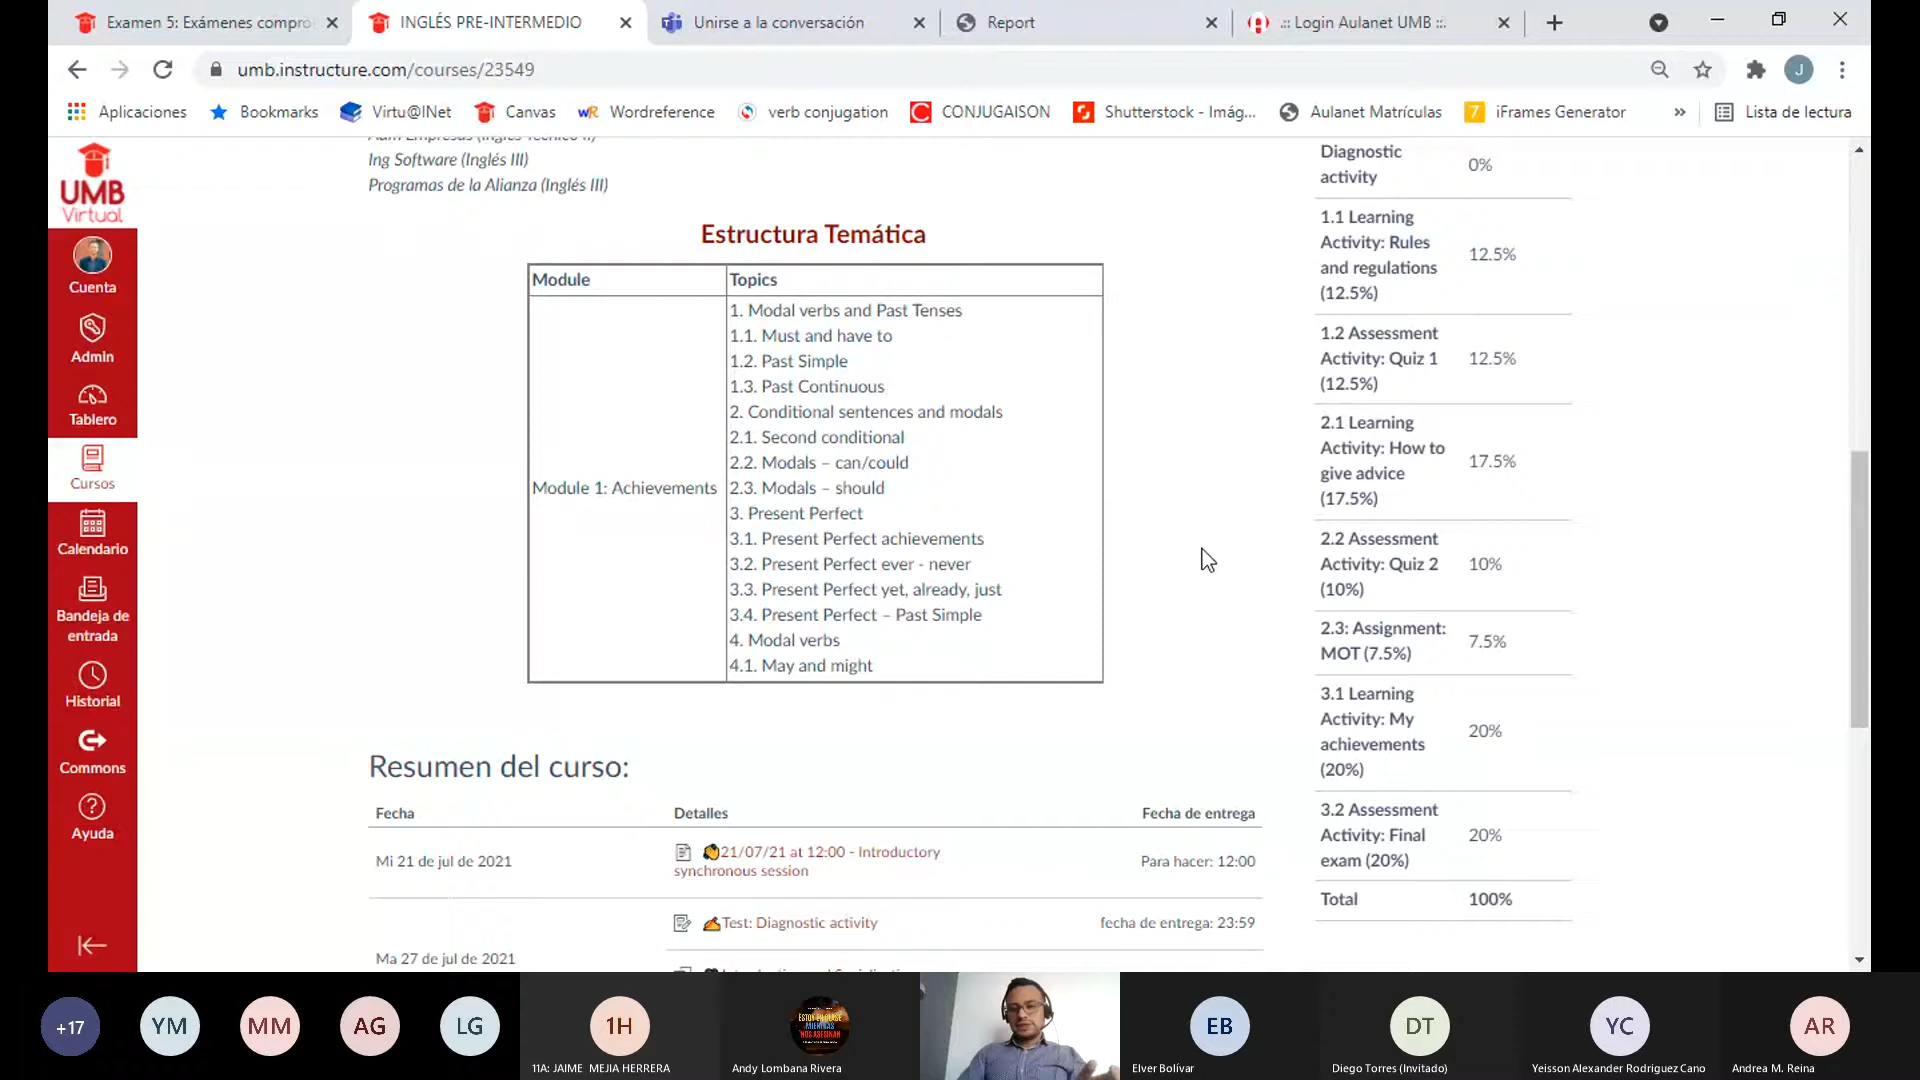 Examen 5: Exámenes compro
INGLÉS PRE-INTERMEDIO
Unirse a la conversación
Report
.:: Login Aulanet UMB ::.
umb.instructure.com/courses/23549
J
Aplicaciones
Bookmarks
Virtu@lNet
Canvas
WR
Wordreference
verb conjugation
C
CONJUGAISON
Shutterstock - Imág...
Aulanet Matrículas
7
iFrames Generator
»
Lista de lectura
UMB
Virtual
Cuenta
Admin
Tablero
Cursos
Calendario
Bandeja de
entrada
Historial
Commons
Ayuda
Adm Empresas (Inglés Técnico II)
Ing Software (Inglés III)
Programas de la Alianza (Inglés III)
Estructura Temática
Module
Topics
Module 1: Achievements
1. Modal verbs and Past Tenses
1.1. Must and have to
1.2. Past Simple
1.3. Past Continuous
2. Conditional sentences and modals
2.1. Second conditional
2.2. Modals – can/could
2.3. Modals – should
3. Present Perfect
3.1. Present Perfect achievements
3.2. Present Perfect ever - never
3.3. Present Perfect yet, already, just
3.4. Present Perfect – Past Simple
4. Modal verbs
4.1. May and might
Resumen del curso:
Fecha
Detalles
Fecha de entrega
Mi 21 de jul de 2021
21/07/21 at 12:00 - Introductory
synchronous session
Para hacer: 12:00
Test: Diagnostic activity
fecha de entrega: 23:59
Ma 27 de jul de 2021
Diagnostic
activity
0%
1.1 Learning
Activity: Rules
and regulations
(12.5%)
12.5%
1.2 Assessment
Activity: Quiz 1
(12.5%)
12.5%
2.1 Learning
Activity: How to
give advice
(17.5%)
17.5%
2.2 Assessment
Activity: Quiz 2
(10%)
10%
2.3: Assignment:
MOT (7.5%)
7.5%
3.1 Learning
Activity: My
achievements
(20%)
20%
3.2 Assessment
Activity: Final
exam (20%)
20%
Total
100%
+17
YM
MM
AG
LG
1H
11A: JAIME MEJIA HERRERA
ESTOY EN CLASE
MIENTRAS
NOS ASESINAN
Andy Lombana Rivera
EB
Elver Bolívar
DT
Diego Torres (Invitado)
YC
Yeisson Alexander Rodriguez Cano
AR
Andrea M. Reina